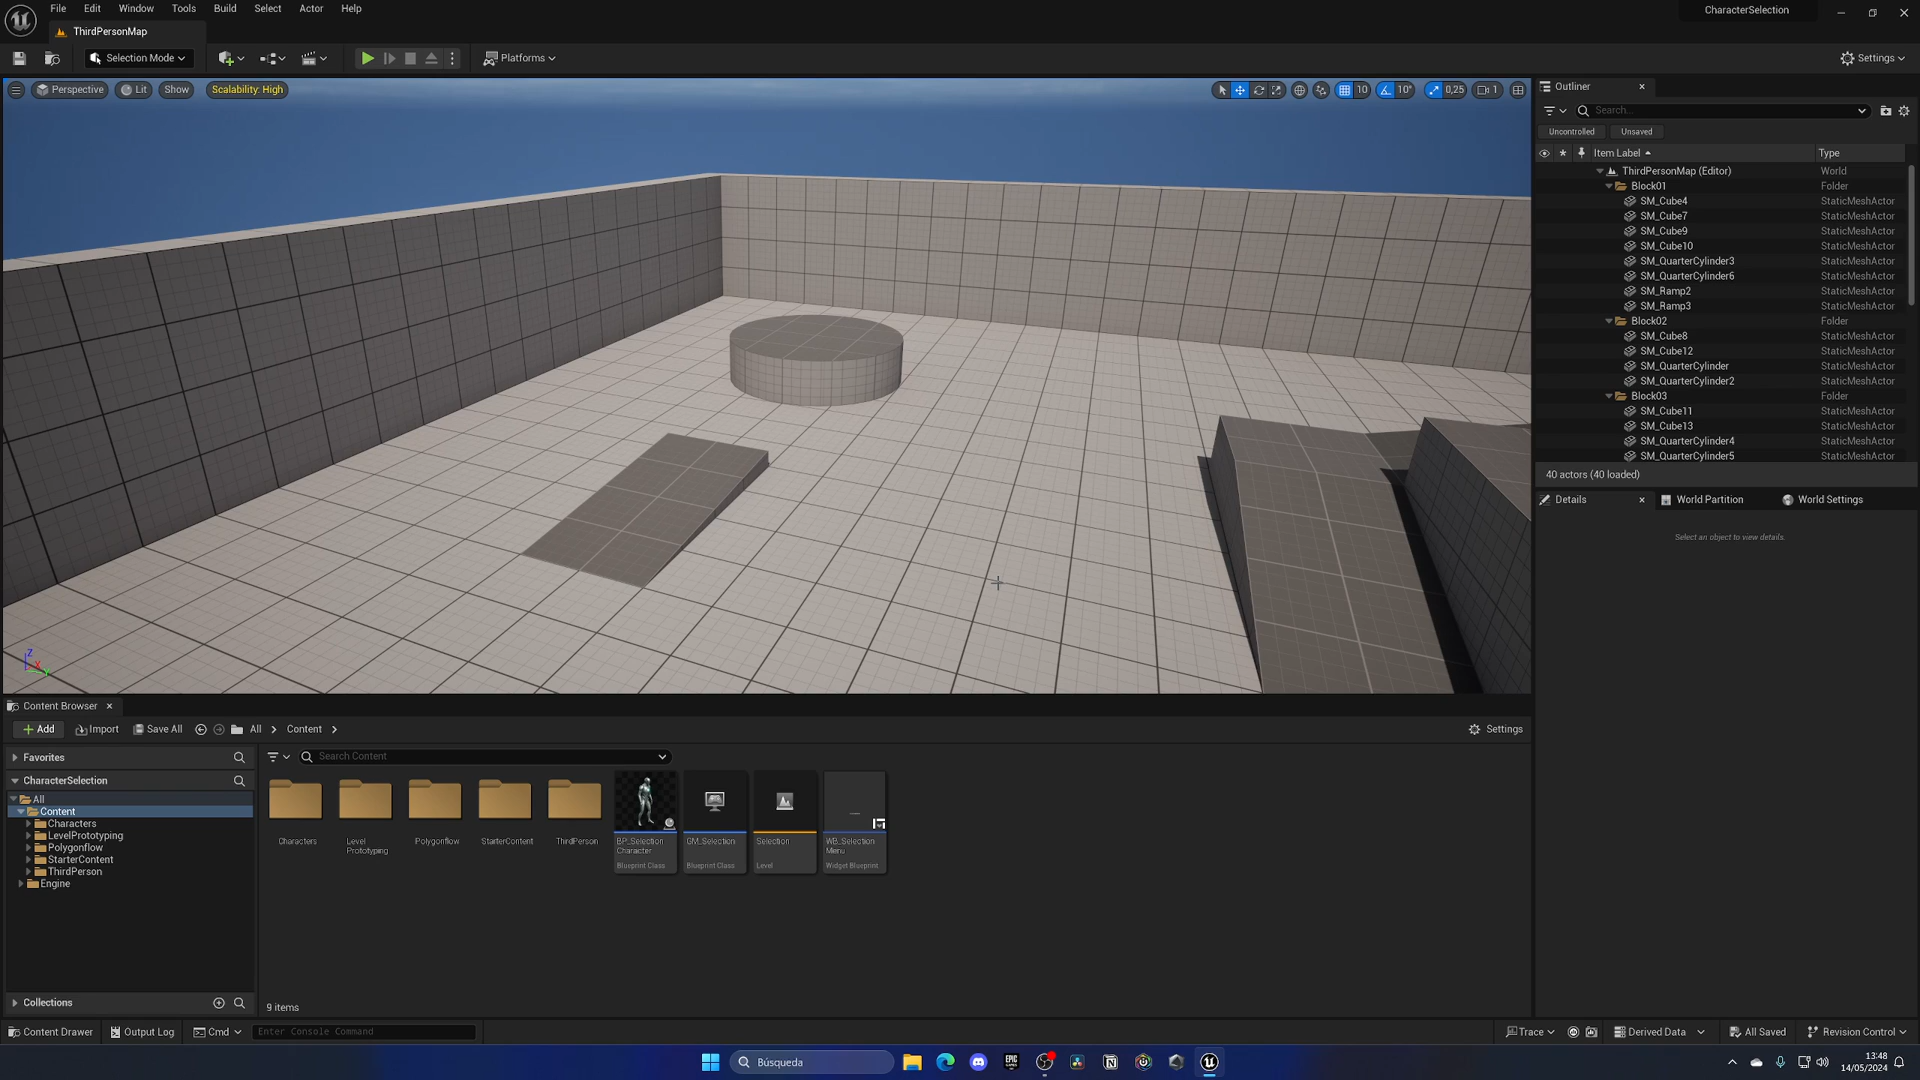 File Edit Window Tools Build Select Actor Help
CharacterSelection
ThirdPersonMap
Selection Mode
Platforms
Settings
Perspective Lit Show Scalability: High
10 10° 0,25 1
Outliner
Search...
Uncontrolled Unsaved
Item Label Type
ThirdPersonMap (Editor) World
Block01 Folder
SM_Cube4 StaticMeshActor
SM_Cube7 StaticMeshActor
SM_Cube9 StaticMeshActor
SM_Cube10 StaticMeshActor
SM_QuarterCylinder3 StaticMeshActor
SM_QuarterCylinder6 StaticMeshActor
SM_Ramp2 StaticMeshActor
SM_Ramp3 StaticMeshActor
Block02 Folder
SM_Cube8 StaticMeshActor
SM_Cube12 StaticMeshActor
SM_QuarterCylinder StaticMeshActor
SM_QuarterCylinder2 StaticMeshActor
Block03 Folder
SM_Cube11 StaticMeshActor
SM_Cube13 StaticMeshActor
SM_QuarterCylinder4 StaticMeshActor
SM_QuarterCylinder5 StaticMeshActor
40 actors (40 loaded)
Details World Partition World Settings
Select an object to view details.
Z
X
Y
Content Browser
Add Import Save All All Content
Settings
Favorites
Search Content
CharacterSelection
All
Content
Characters
LevelPrototyping
Polygonflow
StarterContent
ThirdPerson
Engine
Characters
Level
Prototyping
Polygonflow
StarterContent
ThirdPerson
BP_Selection
Character
Blueprint Class
GM_Selection
Blueprint Class
Selection
Level
WB_Selection
Menu
Widget Blueprint
Collections
9 items
Content Drawer Output Log Cmd Enter Console Command
Trace Derived Data All Saved Revision Control
Búsqueda
EPIC
GAMES
13:48
14/05/2024